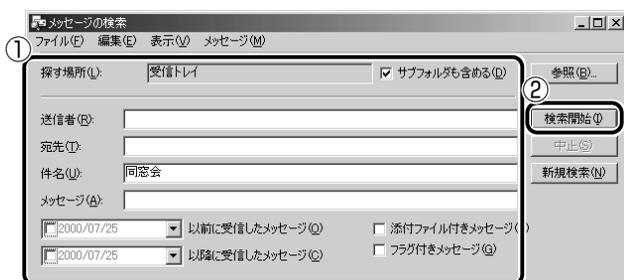 メッセージの検索
ファイル(F) 編集(E) 表示(V) メッセージ(M)
①
探す場所(L): 受信トレイ サブフォルダも含める(D) 参照(B)...
②
送信者(R): 検索開始(I)
宛先(T): 中止(S)
件名(U): 同窓会 新規検索(N)
メッセージ(A):
2000/07/25 以前に受信したメッセージ(O) 添付ファイル付きメッセージ(
2000/07/25 以降に受信したメッセージ(C) フラグ付きメッセージ(G)